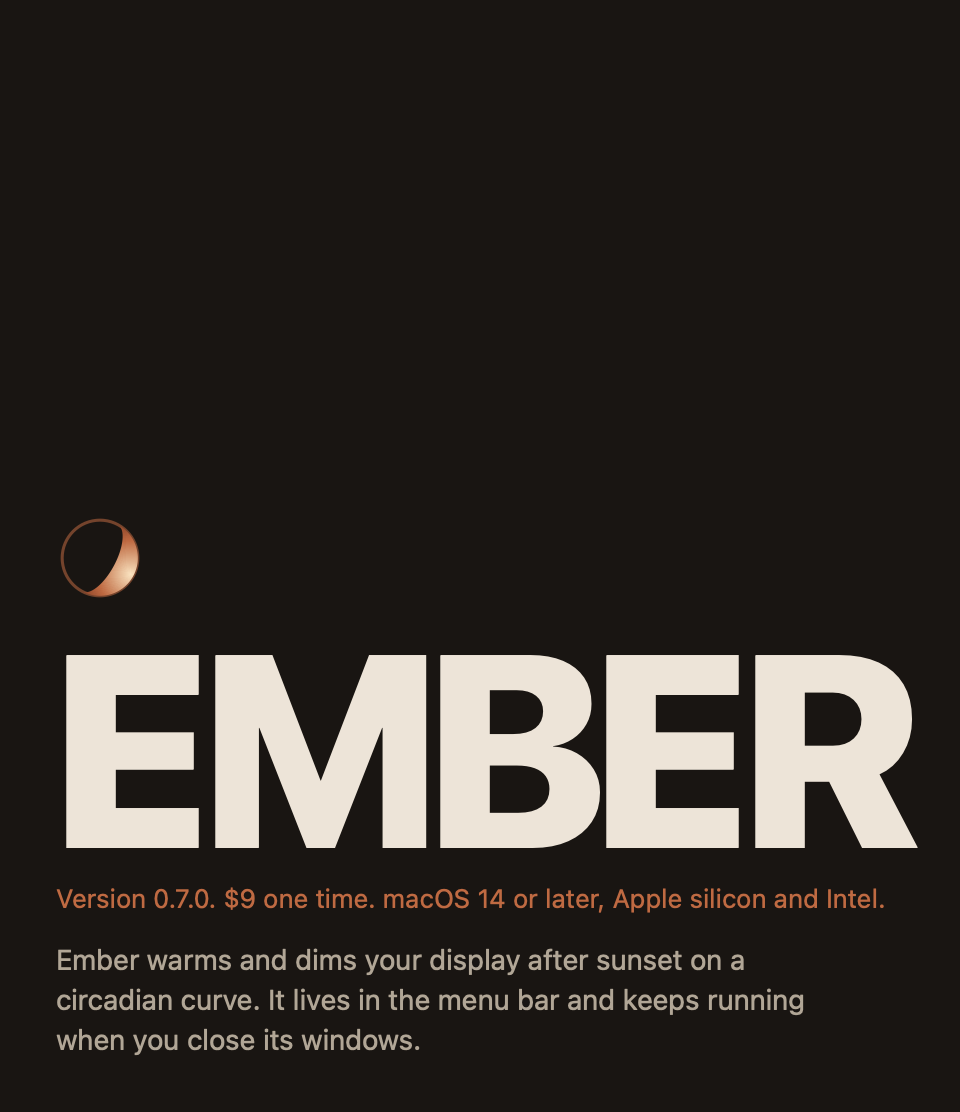 EMBER
Version 0.7.0. $9 one time. macOS 14 or later, Apple silicon and Intel.
Ember warms and dims your display after sunset on a
circadian curve. It lives in the menu bar and keeps running
when you close its windows.